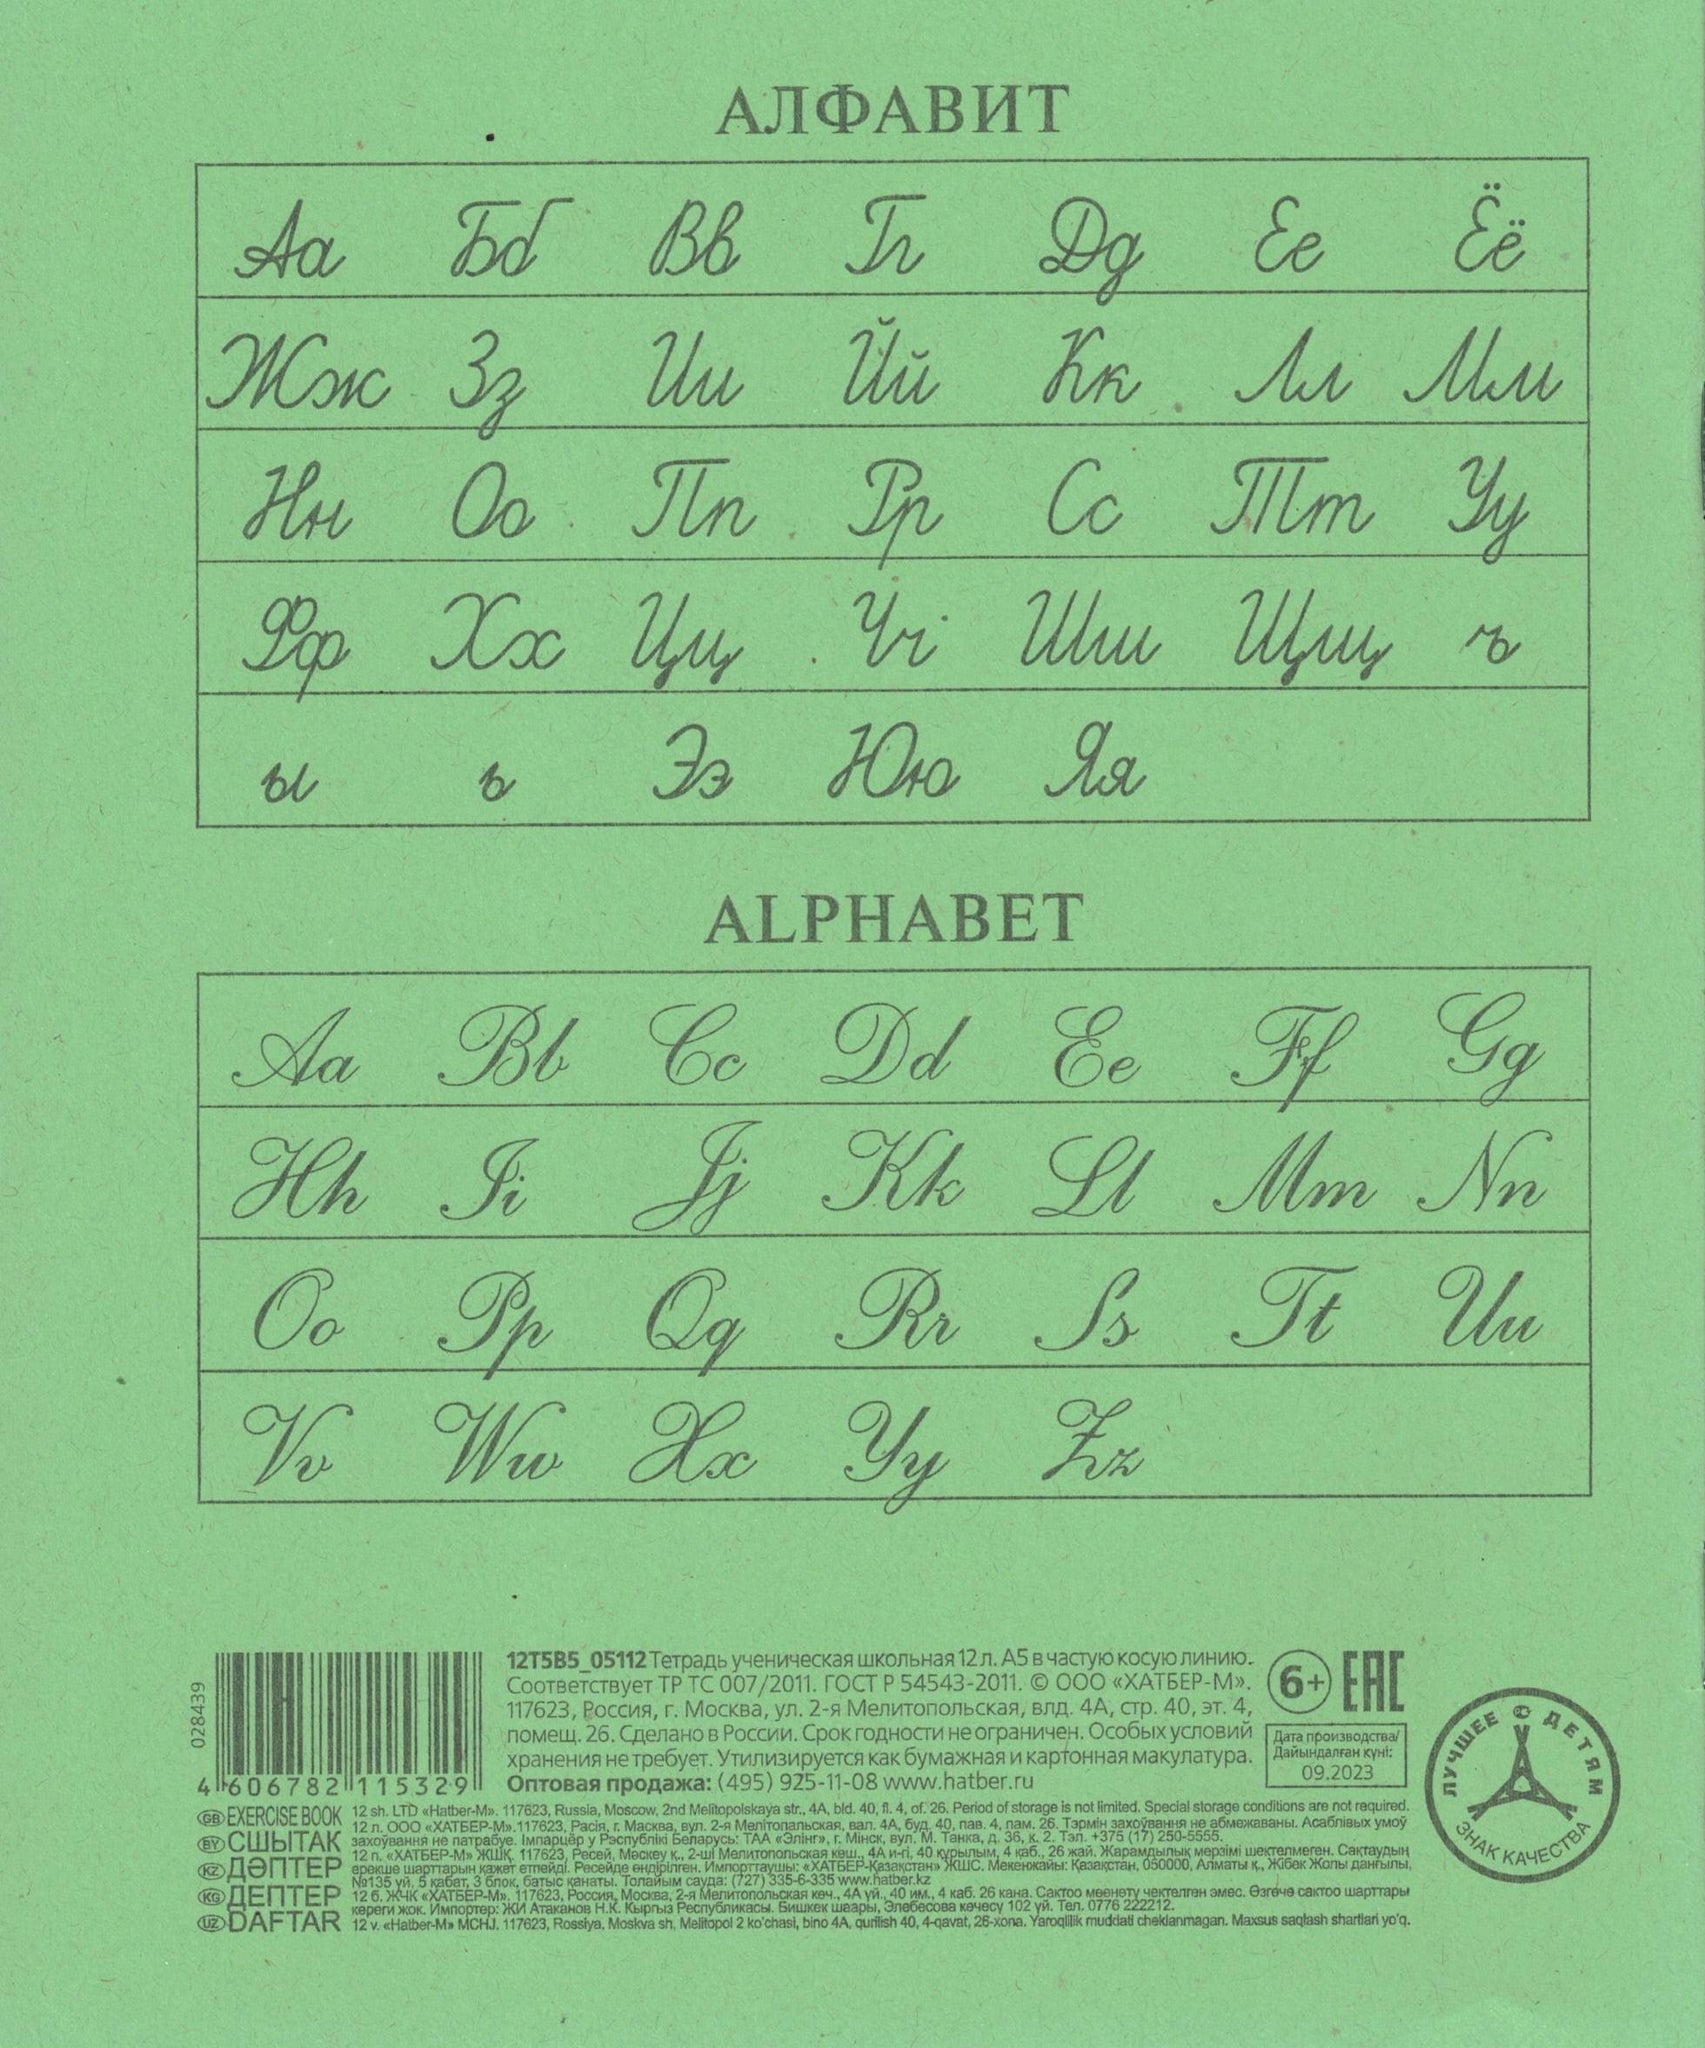 АЛФАВИТ
Аа Бб Вв Гг Дд Ее Ёё
Жж Зз Ии Йй Кк Лл Мм
Нн Оо Пп Рр Сс Тт Уу
Фф Хх Цц Чч Шш Щщ ъ
ы ь Ээ Юю Яя
ALPHABET
Aa Bb Cc Dd Ee Ff Gg
Hh Ii Jj Kk Ll Mm Nn
Oo Pp Qq Rr Ss Tt Uu
Vv Ww Xx Yy Zz
028439
4 606782 115329
12Т5В5_05112 Тетрадь ученическая школьная 12 л. А5 в частую косую линию.
Соответствует ТР ТС 007/2011. ГОСТ Р 54543-2011. © ООО «ХАТБЕР-М».
117623, Россия, г. Москва, ул. 2-я Мелитопольская, влд. 4А, стр. 40, эт. 4,
помещ. 26. Сделано в России. Срок годности не ограничен. Особых условий
хранения не требует. Утилизируется как бумажная и картонная макулатура.
Оптовая продажа: (495) 925-11-08 www.hatber.ru
6+ EAC
Дата производства/
Дайындалған күні:
09.2023
ЛУЧШЕЕ ДЕТЯМ
ЗНАК КАЧЕСТВА
GB EXERCISE BOOK
BY СШЫТАК
KZ ДӘПТЕР
KG ДЕПТЕР
UZ DAFTAR
12 sh. LTD «Hatber-M». 117623, Russia, Moscow, 2nd Melitopolskaya str., 4A, bld. 40, fl. 4, of. 26. Period of storage is not limited. Special storage conditions are not required.
12 л. ООО «ХАТБЕР-М».117623, Расія, г. Масква, вул. 2-я Мелітапальская, вал. 4А, буд. 40, пав. 4, пам. 26. Тэрмін захоўвання не абмежаваны. Асаблівых умоў
захоўвання не патрабуе. Імпарцёр у Рэспублікі Беларусь: ТАА «Элінг», г. Мінск, вул. М. Танка, д. 36, к. 2. Тэл. +375 (17) 250-5555.
12 п. «ХАТБЕР-М» ЖШҚ. 117623, Ресей, Мәскеу қ., 2-ші Мелитопольская көш., 4А и-гі, 40 құрылым, 4 қаб., 26 жай. Жарамдылық мерзімі шектелмеген. Сақтаудың
ерекше шарттарын қажет етпейді. Ресейде өндірілген. Импорттаушы: «ХАТБЕР-Қазақстан» ЖШС. Мекенжайы: Қазақстан, 050000, Алматы қ., Жібек Жолы даңғылы,
№135 үй, 5 қабат, 3 блок, батыс қанаты. Толайым сауда: (727) 335-6-335 www.hatber.kz
12 б. ЖЧК «ХАТБЕР-М». 117623, Россия, Москва, 2-я Мелитопольская көч., 4А үй., 40 им., 4 каб. 26 кана. Сактоо мөөнөтү чектелген эмес. Өзгөчө сактоо шарттары
кереги жок. Импортер: ЖИ Атаканов Н.К. Кыргыз Республикасы. Бишкек шаары, Элебесова көчөсү 102 үй. Тел. 0776 222212.
12 v. «Hatber-M» MCHJ. 117623, Rossiya, Moskva sh, Melitopol 2 ko'chasi, bino 4A, qurilish 40, 4-qavat, 26-xona. Yaroqlilik muddati cheklanmagan. Maxsus saqlash shartlari yo'q.